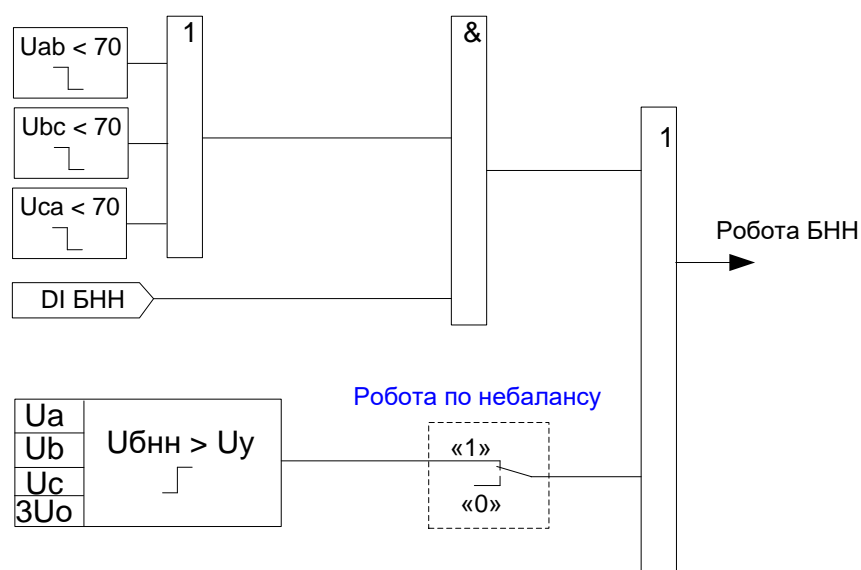 Uab < 70
1
&
Ubc < 70
1
Uca < 70
Робота БНН
DI БНН
Робота по небалансу
Ua
Ub
Uc
3Uo
Uбнн > Uу
«1»
«0»